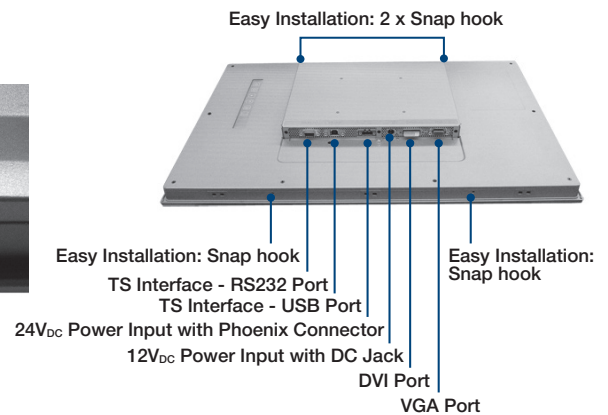 Easy Installation: 2 x Snap hook
Easy Installation: Snap hook
Easy Installation:
Snap hook
TS Interface - RS232 Port
TS Interface - USB Port
24VDC Power Input with Phoenix Connector
12VDC Power Input with DC Jack
DVI Port
VGA Port